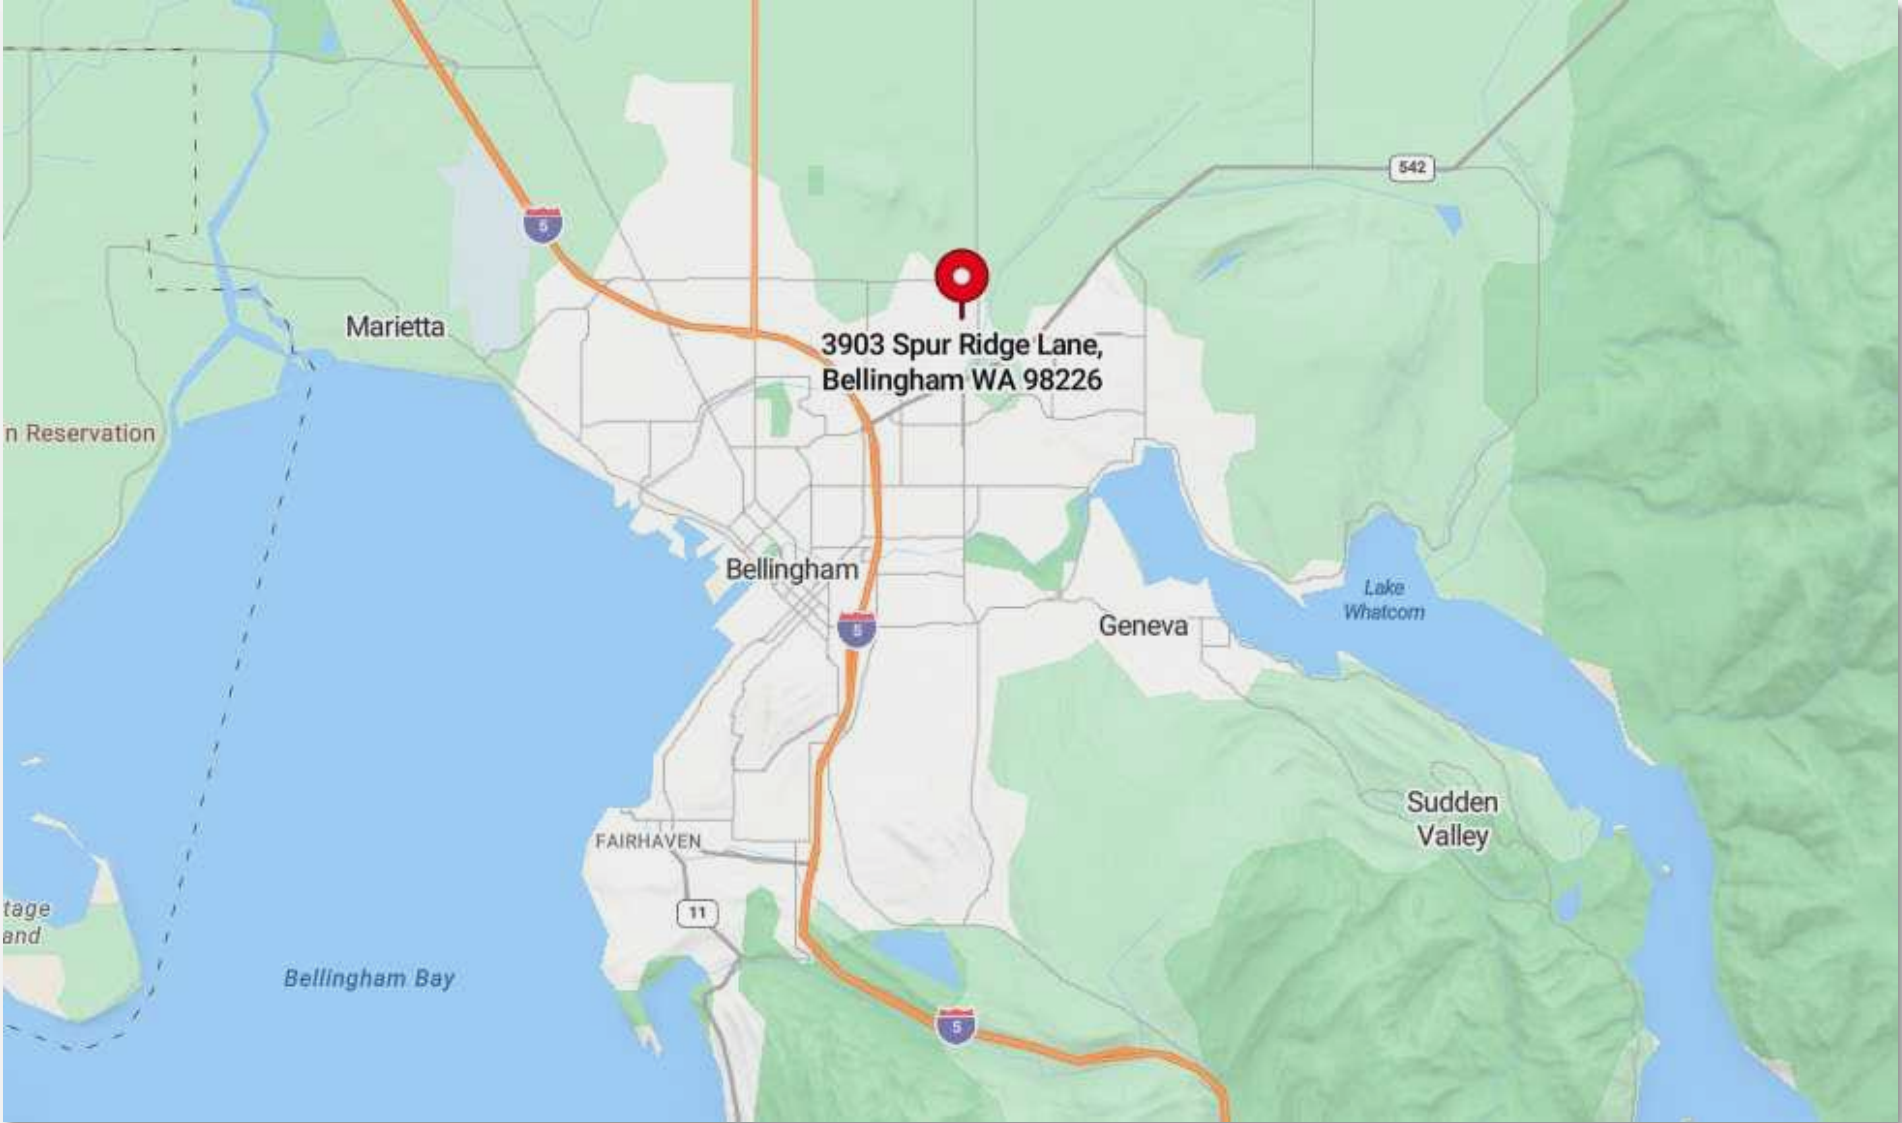 542
5
Marietta
3903 Spur Ridge Lane,
Bellingham WA 98226
n Reservation
Bellingham
Lake
Whatcom
5
Geneva
Sudden
Valley
FAIRHAVEN
11
tage
and
Bellingham Bay
5